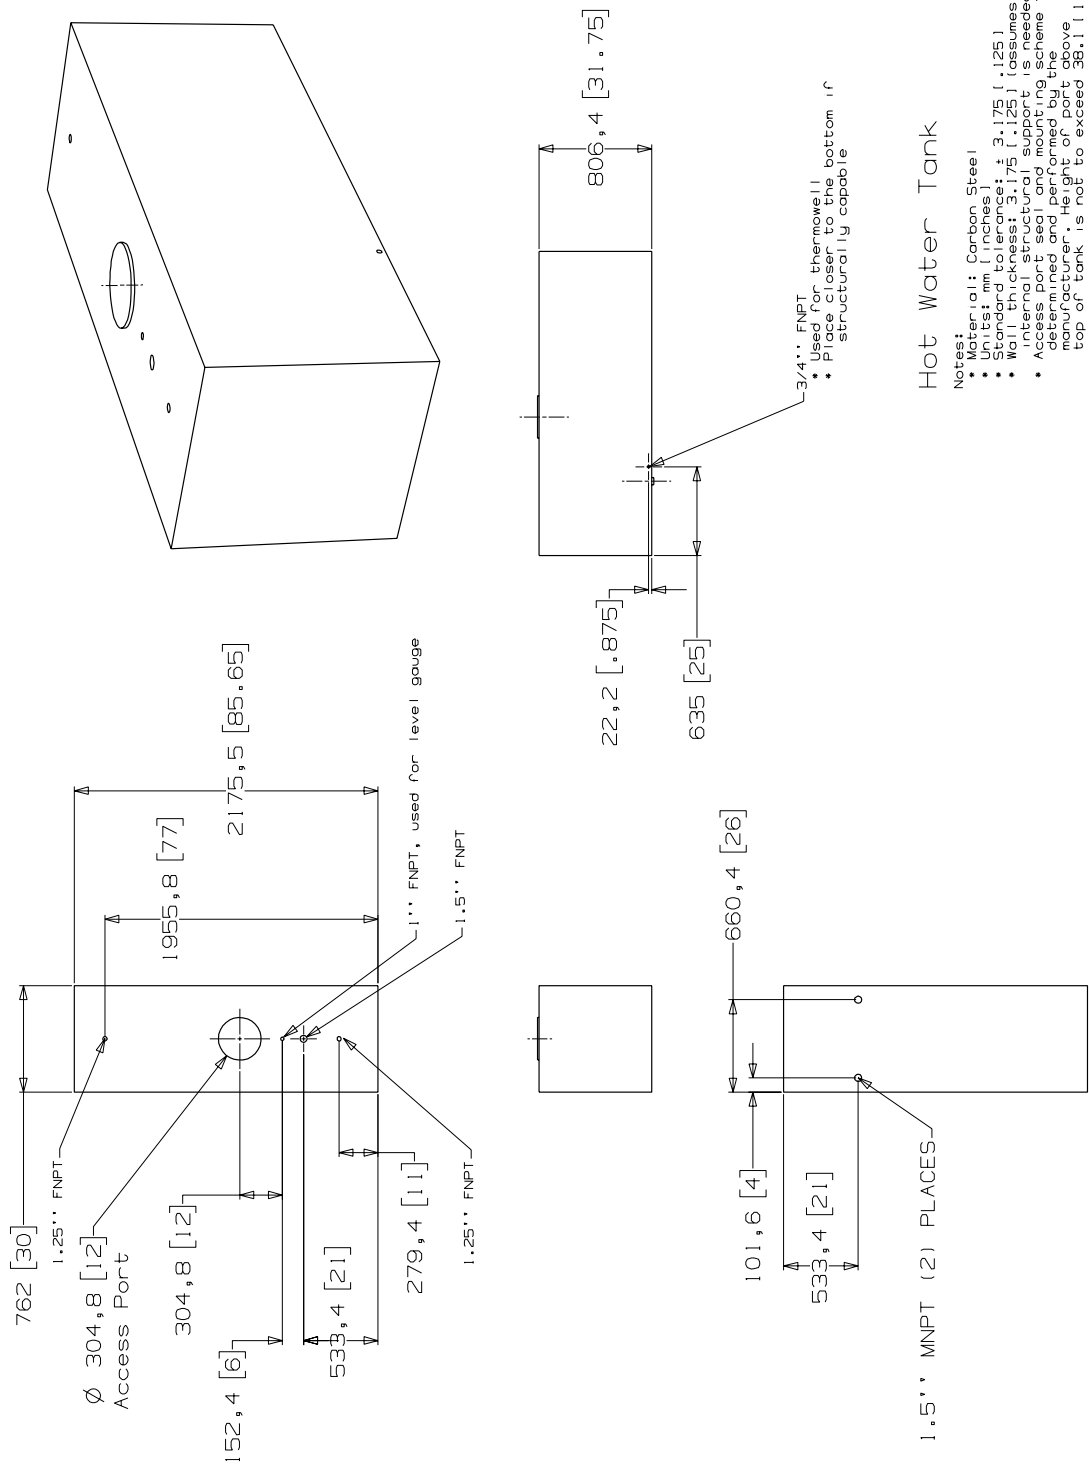 762 [30]
1.25'' FNPT
Ø 304,8 [12]
Access Port
304,8 [12]
152,4 [6]
533,4 [21]
279,4 [11]
1.25'' FNPT
1955,8 [77]
2175,5 [85.65]
1'' FNPT, used for level gauge
1.5'' FNPT
806,4 [31.75]
22,2 [.875]
635 [25]
3/4'' FNPT
* Used for thermowell
* Place closer to the bottom if
structurally capable
660,4 [26]
101,6 [4]
533,4 [21]
1.5'' MNPT (2) PLACES
Hot Water Tank
Notes:
* Material: Carbon Steel
* Units: mm [inches]
* Standard tolerance: ± 3.175 [.125]
* Wall thickness: 3.175 [.125] (assumes
internal structural support is needed
* Access port seal and mounting scheme
determined and performed by the
manufacturer. Height of port above
top of tank is not to exceed 38.1 [1